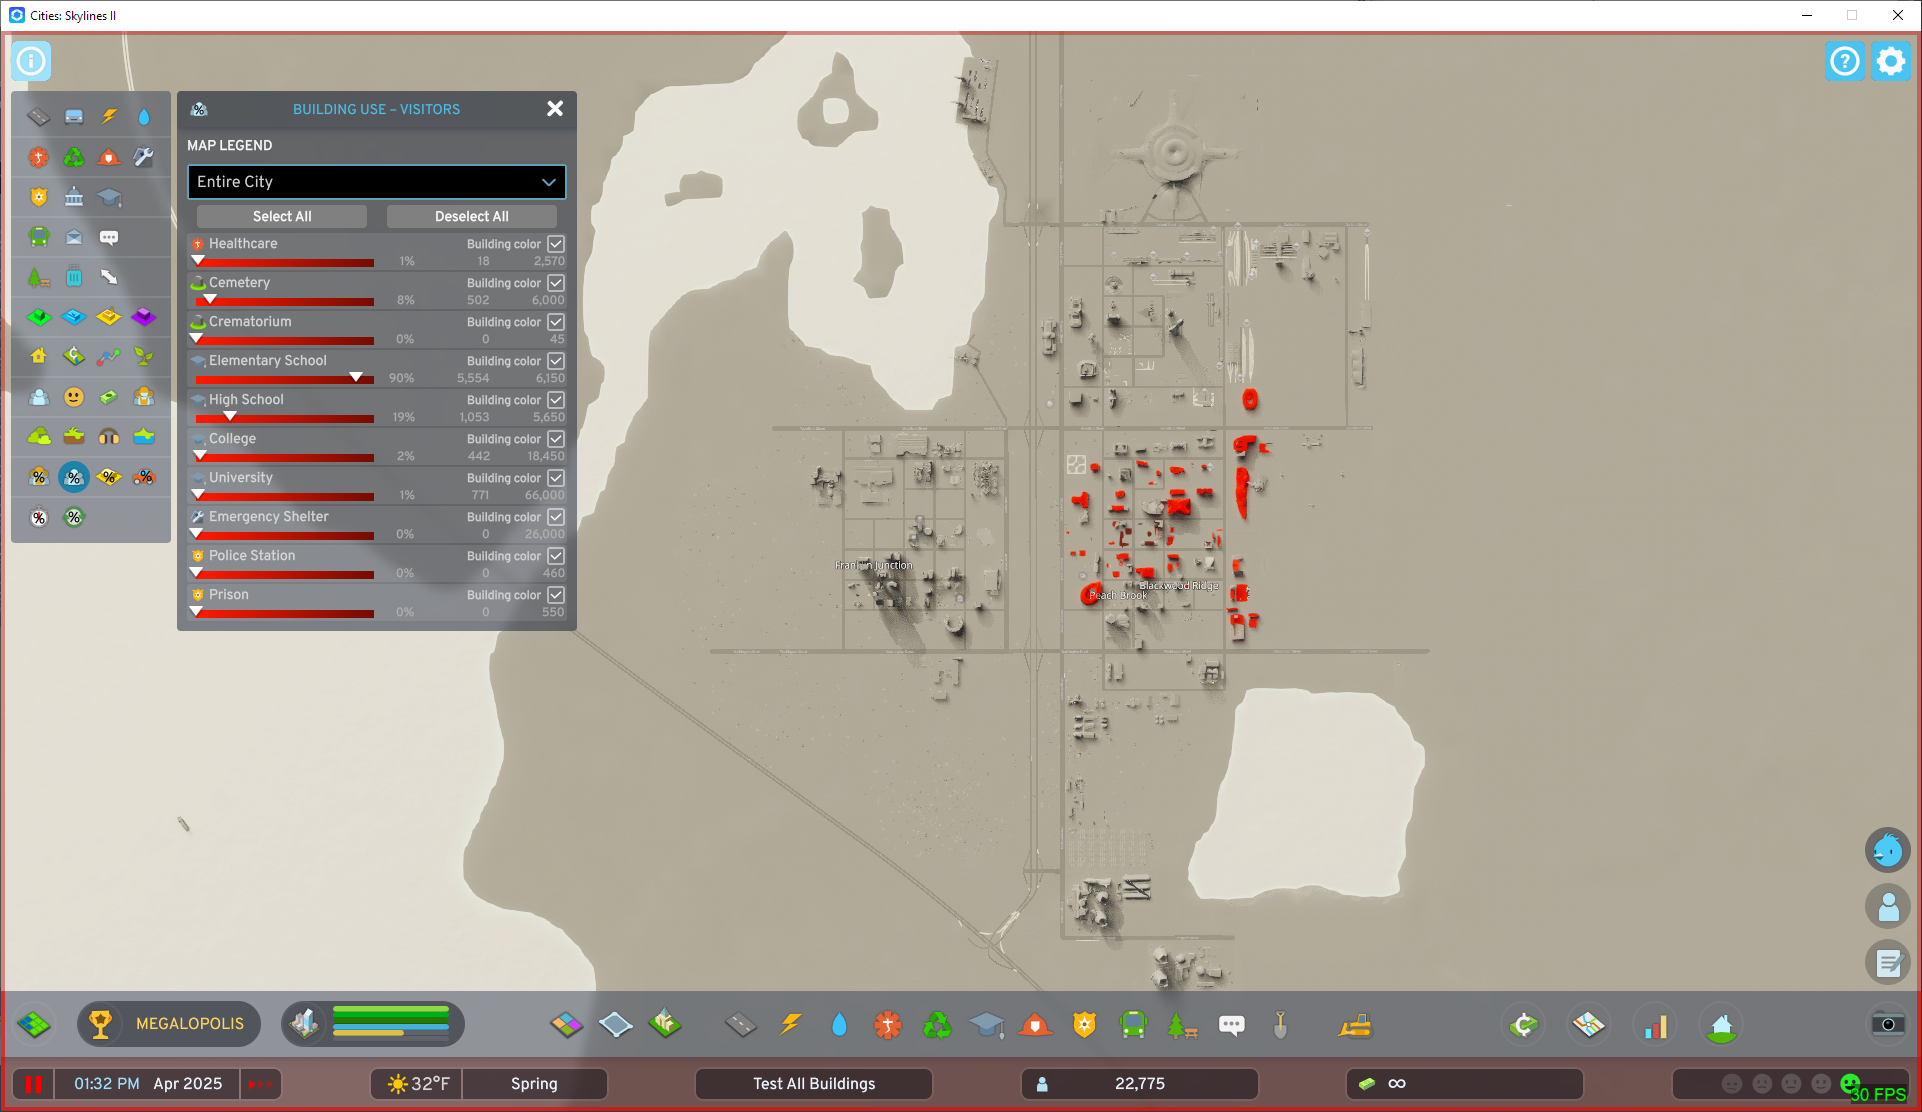 Cities: Skylines II
BUILDING USE – VISITORS
MAP LEGEND
Entire City
Select All
Deselect All
Healthcare
Building color
1%
18
2,570
Cemetery
Building color
8%
502
6,000
Crematorium
Building color
0%
0
45
Elementary School
Building color
90%
5,554
6,150
High School
Building color
19%
1,053
5,650
College
Building color
2%
442
18,450
University
Building color
1%
771
66,000
Emergency Shelter
Building color
0%
0
26,000
Police Station
Building color
0%
0
460
Prison
Building color
0%
0
550
Franklin Junction
Blackwood Ridge
Peach Brook
MEGALOPOLIS
01:32 PM
Apr 2025
32°F
Spring
Test All Buildings
22,775
∞
30 FPS